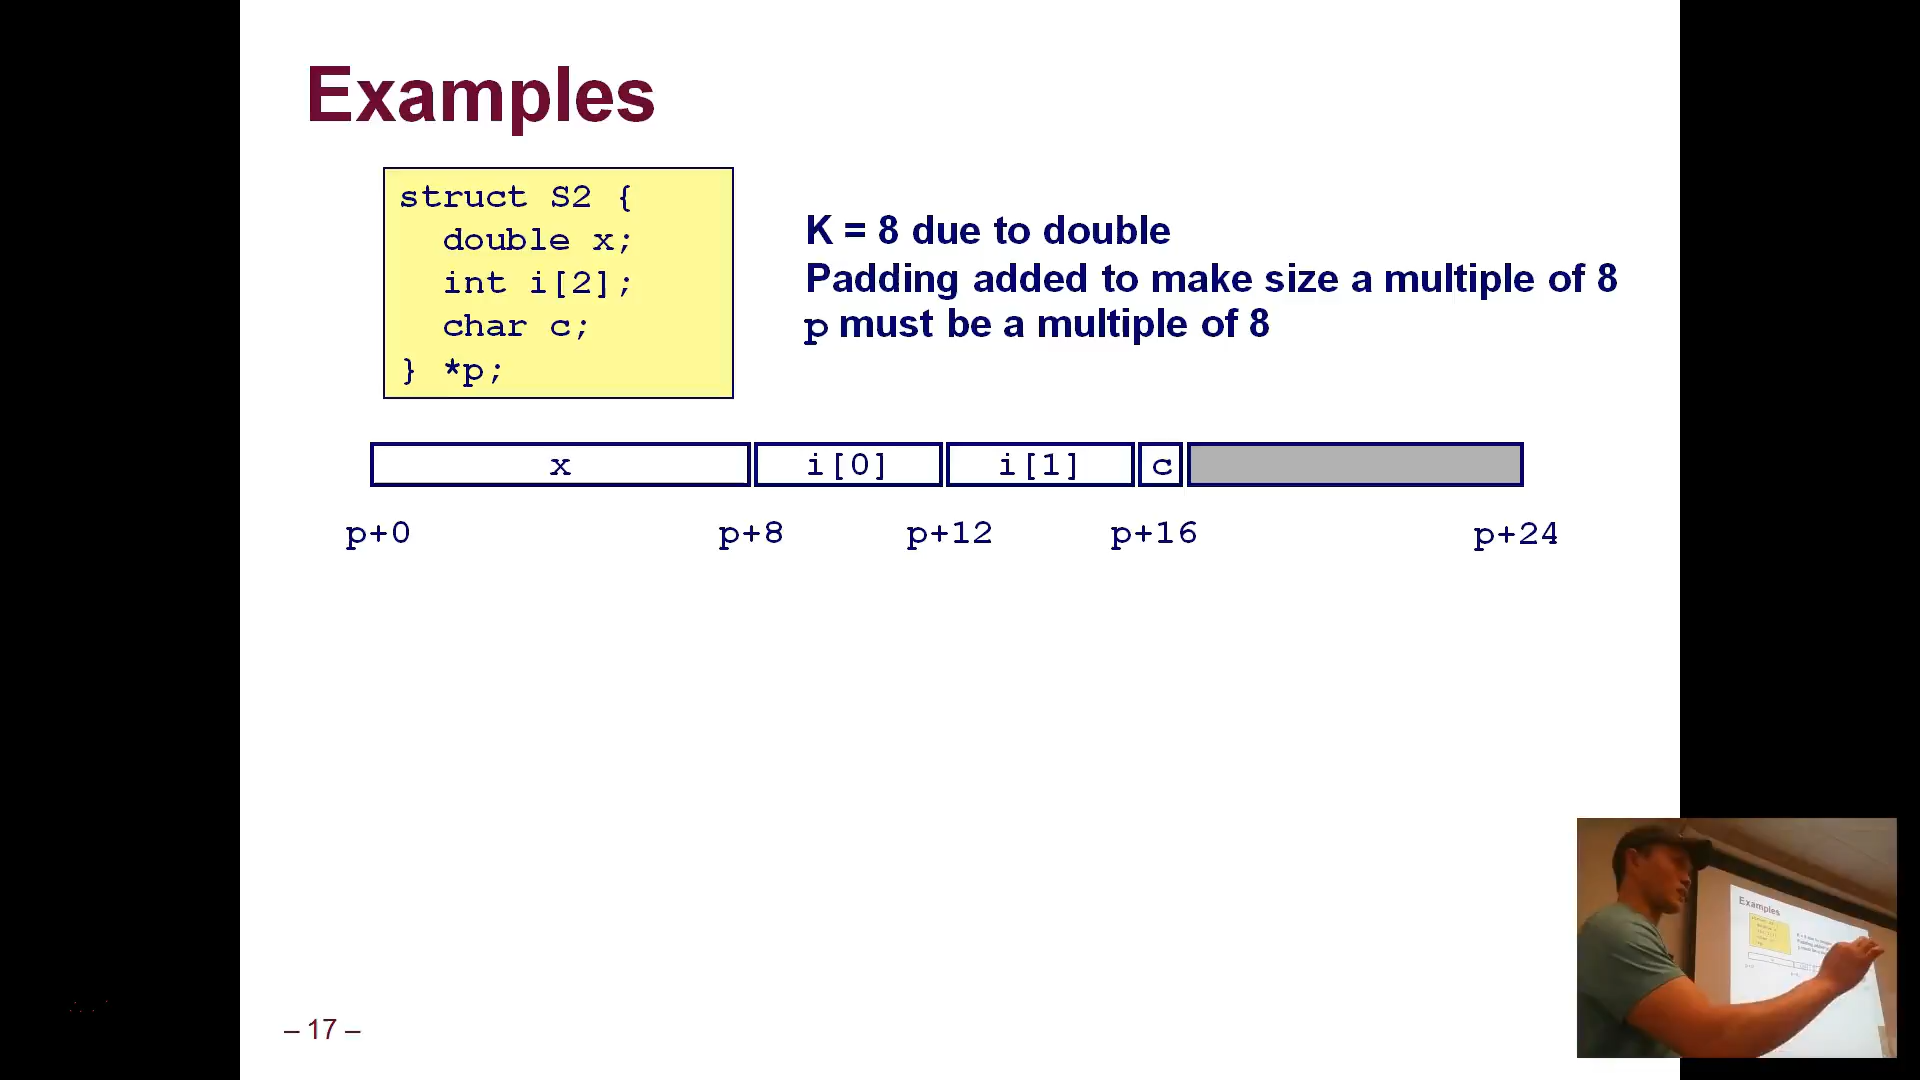 Examples
struct S2 {
double x;
int i[2];
char c;
} *p;
K = 8 due to double
Padding added to make size a multiple of 8
p must be a multiple of 8
x i[0] i[1] c
p+0 p+8 p+12 p+16 p+24
– 17 –
Examples